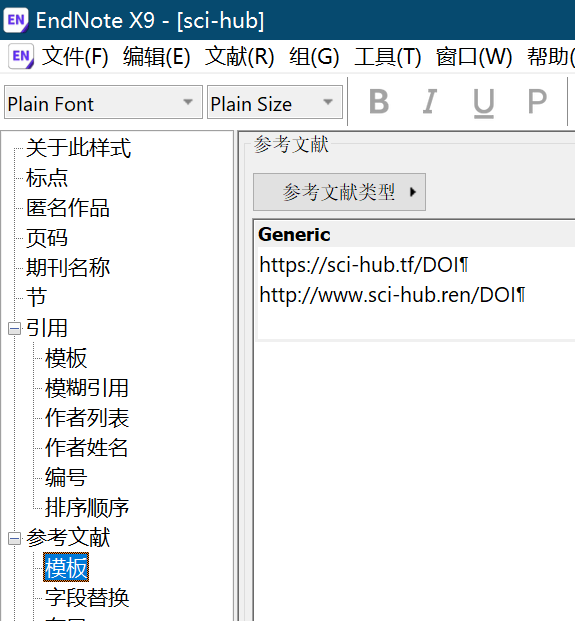 EN EndNote X9 - [sci-hub]
EN 文件(F) 编辑(E) 文献(R) 组(G) 工具(T) 窗口(W) 帮助(
Plain Font Plain Size B I U P
关于此样式
标点
匿名作品
页码
期刊名称
节
引用
模板
模糊引用
作者列表
作者姓名
编号
排序顺序
参考文献
模板
字段替换
参考文献
参考文献类型
Generic
https://sci-hub.tf/DOI¶
http://www.sci-hub.ren/DOI¶